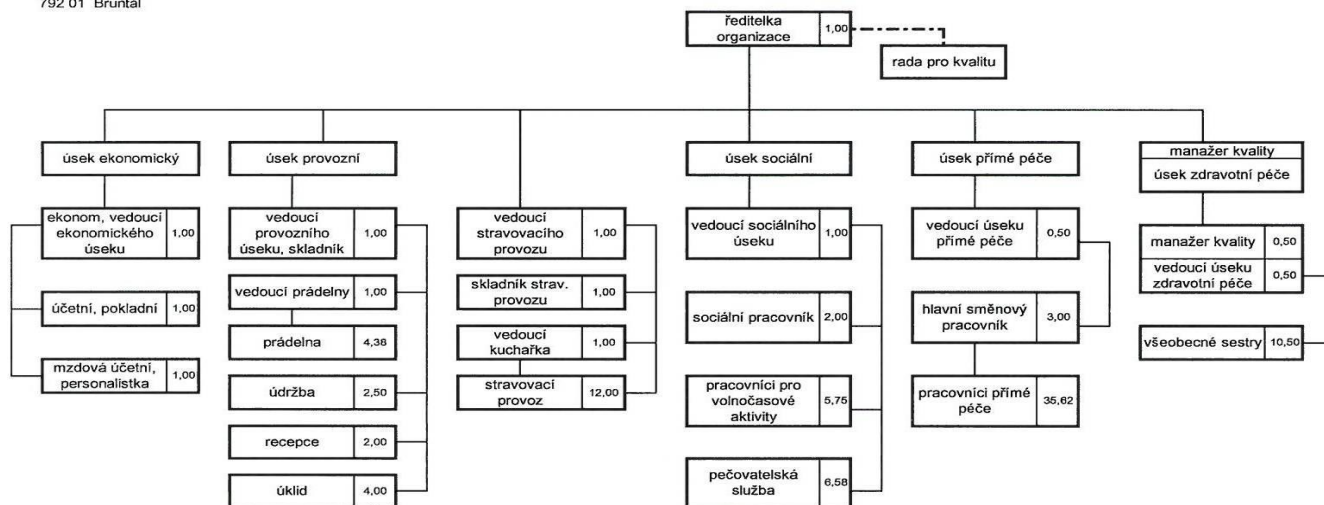 792 01 Bruntál
ředitelka
organizace
1,00
rada pro kvalitu
úsek ekonomický
úsek provozní
úsek sociální
úsek přímé péče
manažer kvality
úsek zdravotní péče
ekonom, vedoucí
ekonomického
úseku
1,00
účetní, pokladní
1,00
mzdová účetní,
personalistka
1,00
vedoucí
provozního
úseku, skladník
1,00
vedoucí prádelny
1,00
prádelna
4,38
údržba
2,50
recepce
2,00
úklid
4,00
vedoucí
stravovacího
provozu
1,00
skladník strav.
provozu
1,00
vedoucí
kuchařka
1,00
stravovací
provoz
12,00
vedoucí sociálního
úseku
1,00
sociální pracovník
2,00
pracovníci pro
volnočasové
aktivity
5,75
pečovatelská
služba
6,58
vedoucí úseku
přímé péče
0,50
hlavní směnový
pracovník
3,00
pracovníci přímé
péče
35,62
manažer kvality
0,50
vedoucí úseku
zdravotní péče
0,50
všeobecné sestry
10,50